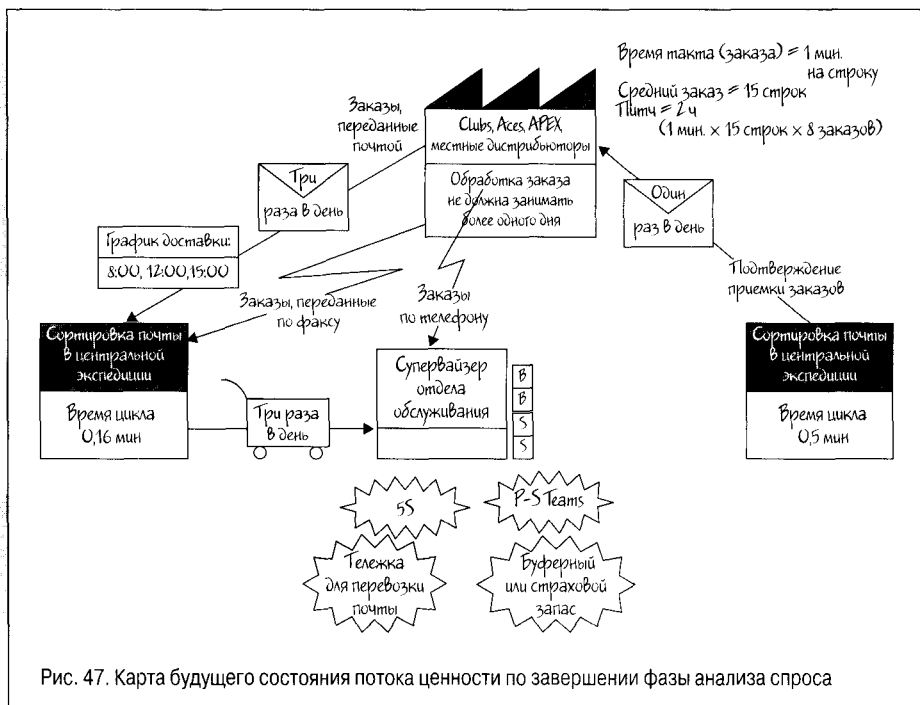 Время такта (заказа) = 1 мин.
на строку
Средний заказ = 15 строк
Питч = 2 ч
(1 мин. × 15 строк × 8 заказов)
Заказы,
переданные
почтой
Clubs, Aces, APEX,
местные дистрибьюторы
Обработка заказа
не должна занимать
более одного дня
Три
раза в день
Один
раз в день
График доставки:
8:00, 12:00, 15:00
Заказы, переданные
по факсу
Заказы
по телефону
Подтверждение
приемки заказов
Сортировка почты
в центральной
экспедиции
Время цикла
0,16 мин
Три раза
в день
Супервайзер
отдела
обслуживания
B
B
S
S
Сортировка почты
в центральной
экспедиции
Время цикла
0,5 мин
5S
P-S Teams
Тележка
для перевозки
почты
Буферный
или страховой
запас
Рис. 47. Карта будущего состояния потока ценности по завершении фазы анализа спроса